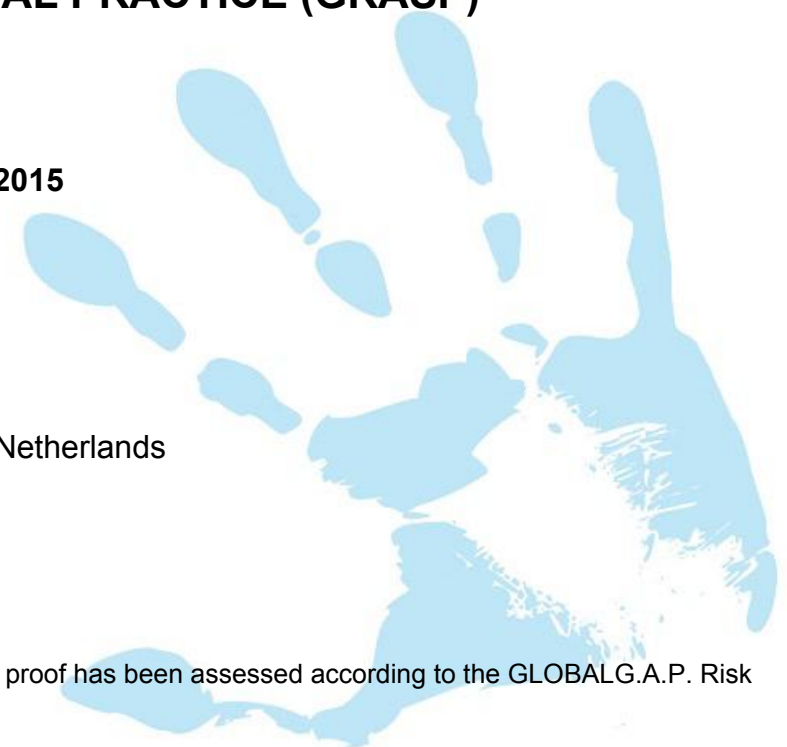 AL PRACTICE (GRASP)
2015
Netherlands
proof has been assessed according to the GLOBALG.A.P. Risk